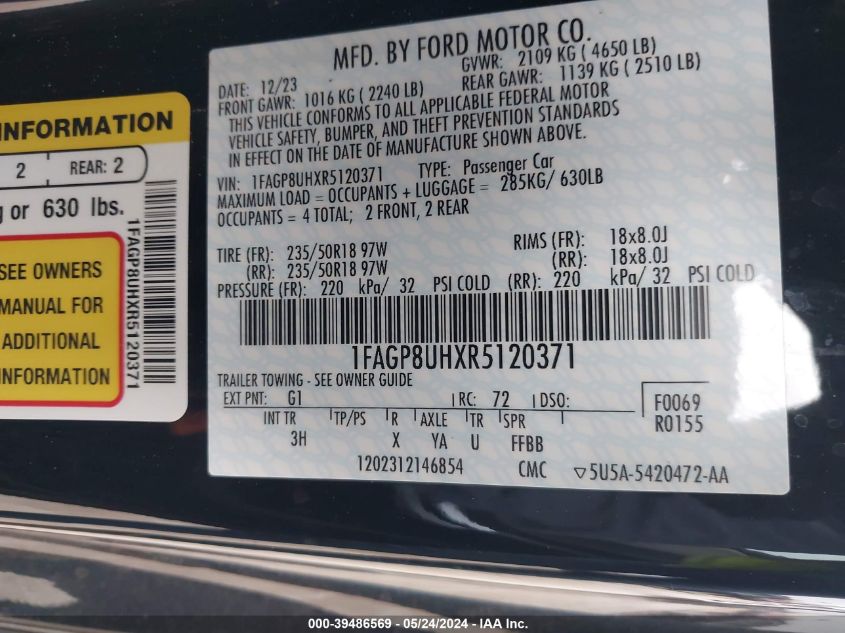 INFORMATION
2 REAR: 2
or 630 lbs.
SEE OWNERS
MANUAL FOR
ADDITIONAL
INFORMATION
1FAGP8UHXR5120371
MFD. BY FORD MOTOR CO.
DATE: 12/23 GVWR: 2109 KG ( 4650 LB)
FRONT GAWR: 1016 KG ( 2240 LB) REAR GAWR: 1139 KG ( 2510 LB)
THIS VEHICLE CONFORMS TO ALL APPLICABLE FEDERAL MOTOR
VEHICLE SAFETY, BUMPER, AND THEFT PREVENTION STANDARDS
IN EFFECT ON THE DATE OF MANUFACTURE SHOWN ABOVE.
VIN: 1FAGP8UHXR5120371 TYPE: Passenger Car
MAXIMUM LOAD = OCCUPANTS + LUGGAGE = 285KG/ 630LB
OCCUPANTS = 4 TOTAL; 2 FRONT, 2 REAR
TIRE (FR): 235/50R18 97W RIMS (FR): 18x8.0J
(RR): 235/50R18 97W (RR): 18x8.0J
PRESSURE (FR): 220 kPa/ 32 PSI COLD (RR): 220 kPa/ 32 PSI COLD
1FAGP8UHXR5120371
TRAILER TOWING - SEE OWNER GUIDE
EXT PNT: G1 RC: 72 DSO: F0069
INT TR TP/PS R AXLE TR SPR R0155
3H X YA U FFBB
1202312146854 CMC ▽5U5A-5420472-AA
000-39486569 - 05/24/2024 - IAA Inc.